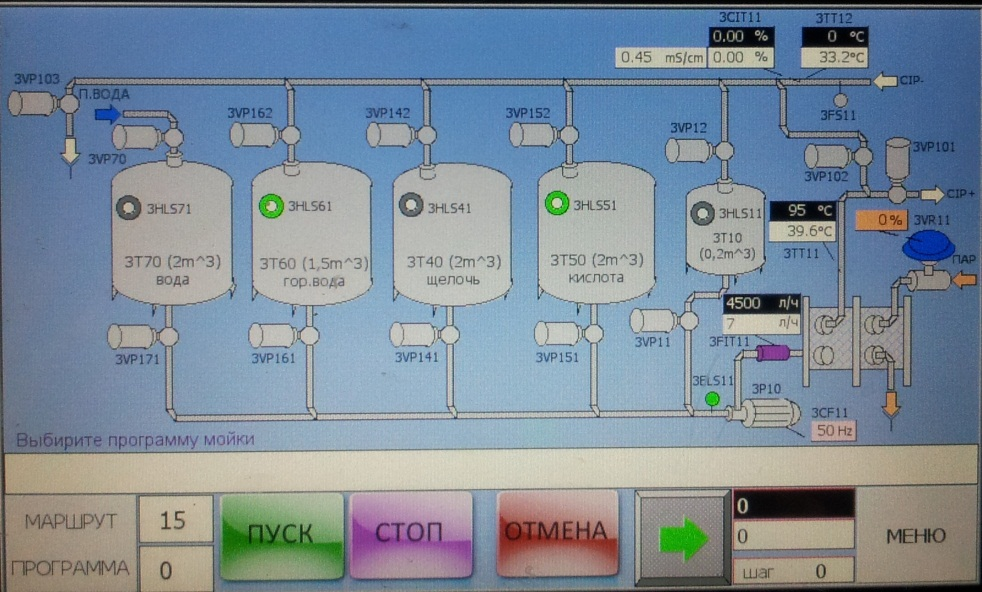 3CIT11
3TT12
0.00 %
0 °C
0.45 mS/cm
0.00 %
33.2°C
3VP103
П.ВОДА
CIP-
3VP162
3VP142
3VP152
3FS11
3VP12
3VP70
3VP102
3VP101
CIP+
3HLS71
3HLS61
3HLS41
3HLS51
3HLS11
95 °C
39.6°C
3TT11
0%
3VR11
ПАР
3T70 (2m^3)
вода
3T60 (1,5m^3)
гор.вода
3T40 (2m^3)
щелочь
3T50 (2m^3)
кислота
3T10
(0,2m^3)
4500 л/ч
7 л/ч
3FIT11
3VP171
3VP161
3VP141
3VP151
3VP11
3ELS11
3P10
3CF11
50 Hz
Выбирите программу мойки
МАРШРУТ
15
ПРОГРАММА
0
ПУСК
СТОП
ОТМЕНА
0
0
шаг 0
МЕНЮ